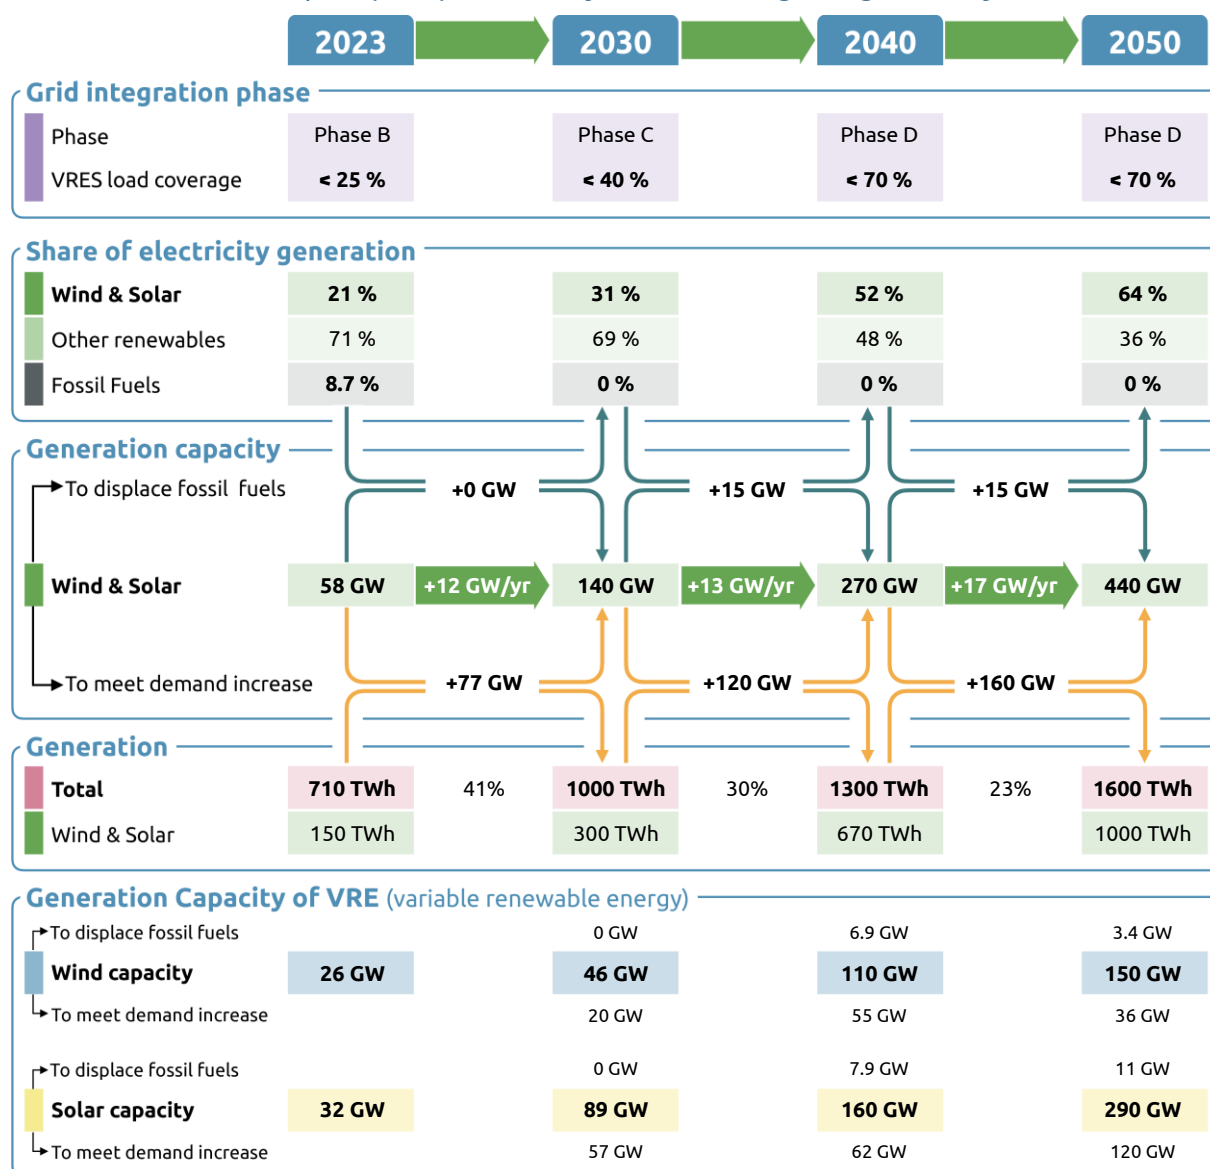 2023 2030 2040 2050
Grid integration phase
Phase Phase B Phase C Phase D Phase D
VRES load coverage < 25 % < 40 % < 70 % < 70 %
Share of electricity generation
Wind & Solar 21 % 31 % 52 % 64 %
Other renewables 71 % 69 % 48 % 36 %
Fossil Fuels 8.7 % 0 % 0 % 0 %
Generation capacity
To displace fossil fuels +0 GW +15 GW +15 GW
Wind & Solar 58 GW +12 GW/yr 140 GW +13 GW/yr 270 GW +17 GW/yr 440 GW
To meet demand increase +77 GW +120 GW +160 GW
Generation
Total 710 TWh 41% 1000 TWh 30% 1300 TWh 23% 1600 TWh
Wind & Solar 150 TWh 300 TWh 670 TWh 1000 TWh
Generation Capacity of VRE (variable renewable energy)
To displace fossil fuels 0 GW 6.9 GW 3.4 GW
Wind capacity 26 GW 46 GW 110 GW 150 GW
To meet demand increase 20 GW 55 GW 36 GW
To displace fossil fuels 0 GW 7.9 GW 11 GW
Solar capacity 32 GW 89 GW 160 GW 290 GW
To meet demand increase 57 GW 62 GW 120 GW